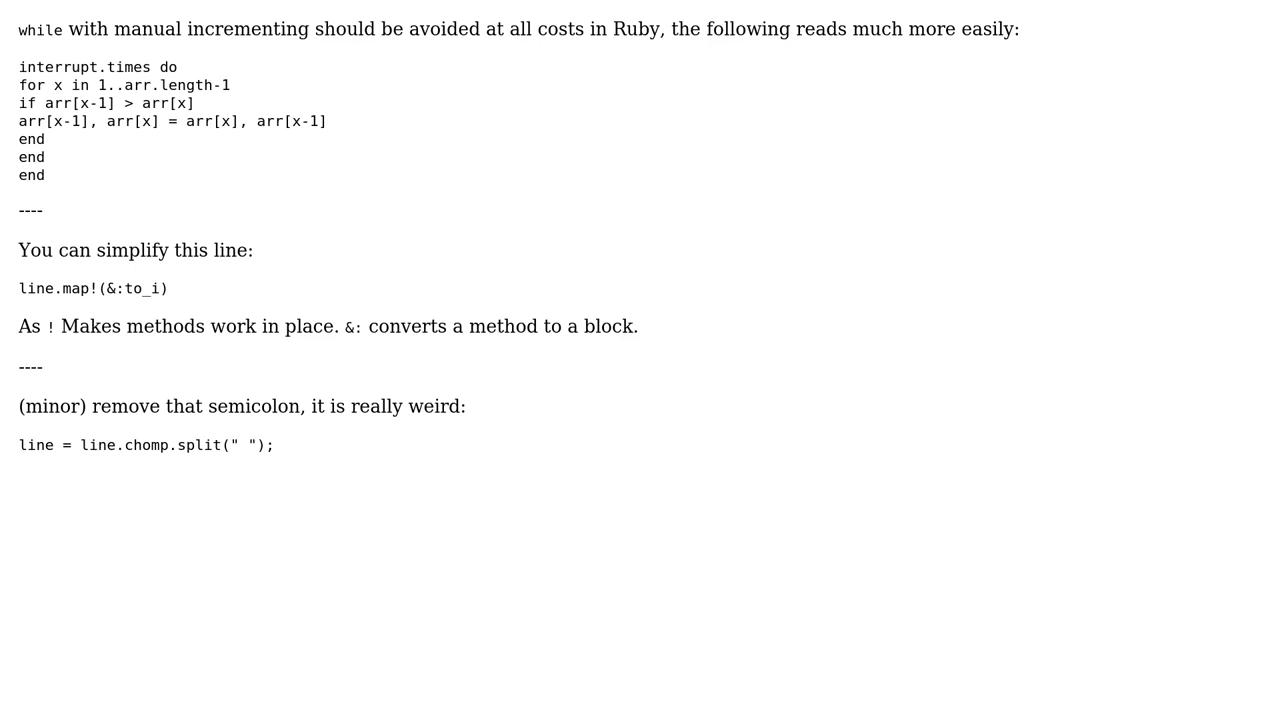 while with manual incrementing should be avoided at all costs in Ruby, the following reads much more easily:
interrupt.times do
for x in 1..arr.length-1
if arr[x-1] > arr[x]
arr[x-1], arr[x] = arr[x], arr[x-1]
end
end
end
----
You can simplify this line:
line.map!(&:to_i)
As ! Makes methods work in place. &: converts a method to a block.
----
(minor) remove that semicolon, it is really weird:
line = line.chomp.split(" ");